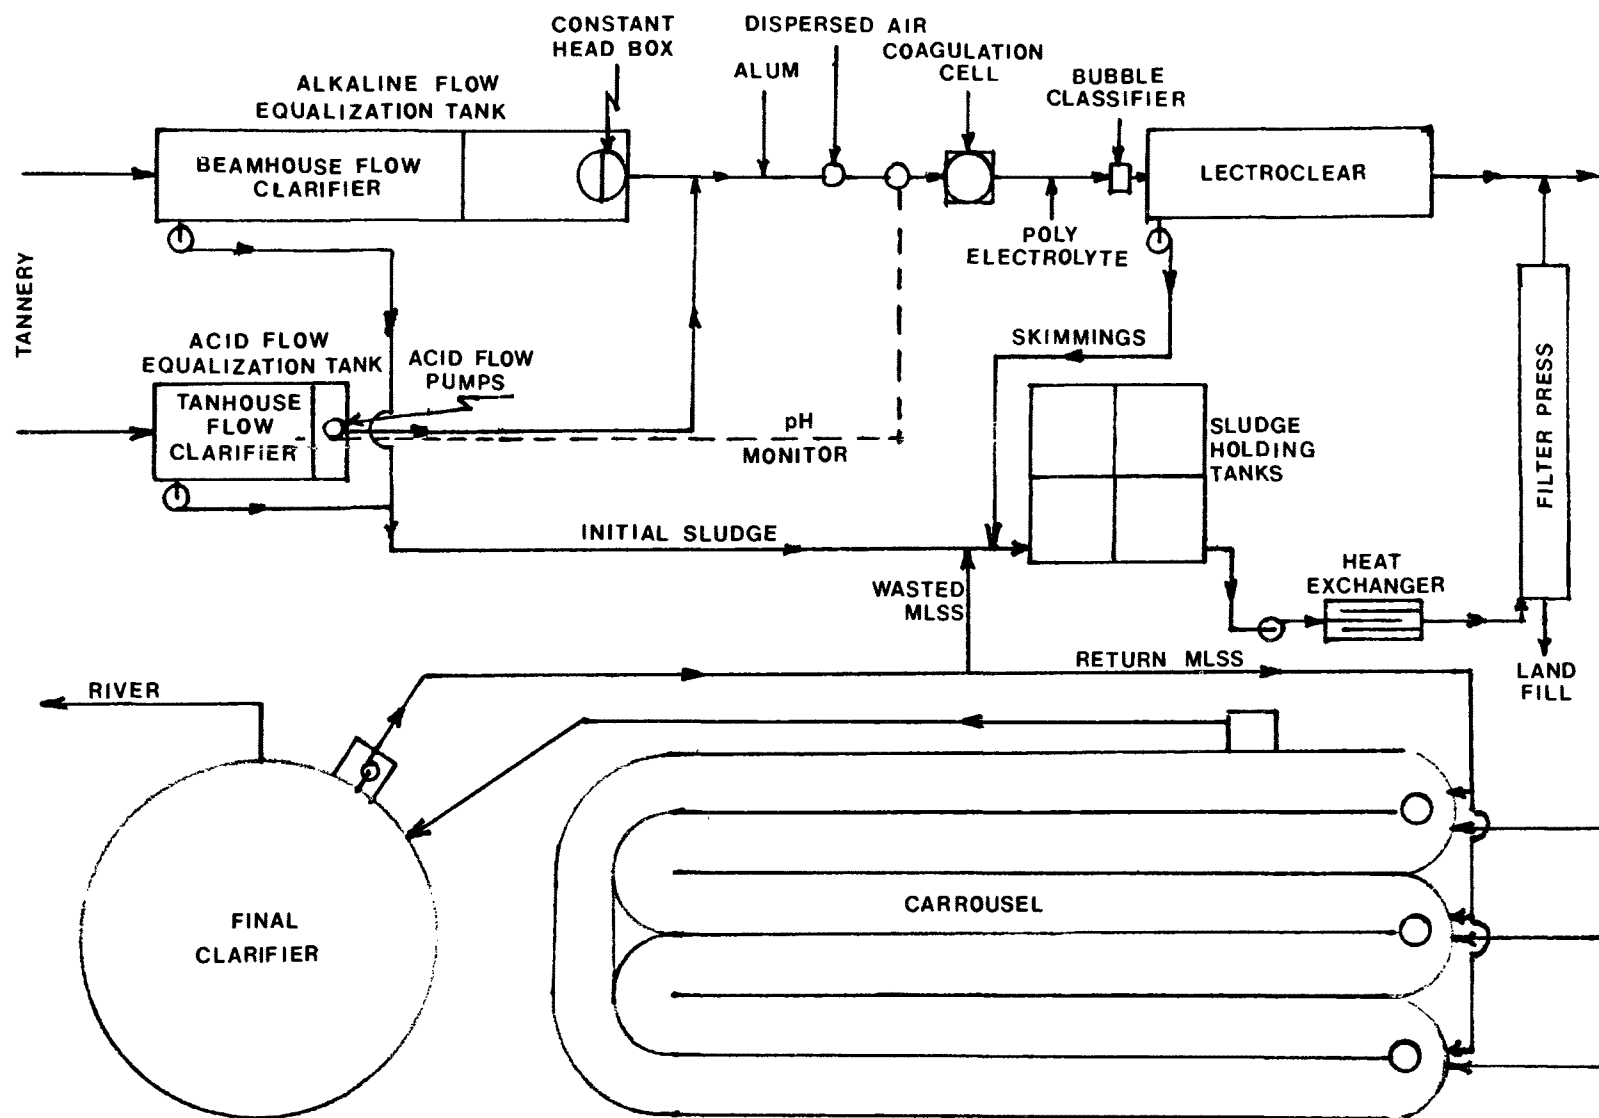 CONSTANT
HEAD BOX
DISPERSED AIR
COAGULATION
CELL
ALUM
BUBBLE
CLASSIFIER
ALKALINE FLOW
EQUALIZATION TANK
BEAMHOUSE FLOW
CLARIFIER
LECTROCLEAR
POLY
ELECTROLYTE
TANNERY
ACID FLOW
EQUALIZATION TANK
ACID FLOW
PUMPS
SKIMMINGS
TANHOUSE
FLOW
CLARIFIER
pH
MONITOR
SLUDGE
HOLDING
TANKS
FILTER PRESS
INITIAL SLUDGE
WASTED
MLSS
HEAT
EXCHANGER
RETURN MLSS
LAND
FILL
RIVER
CARROUSEL
FINAL
CLARIFIER